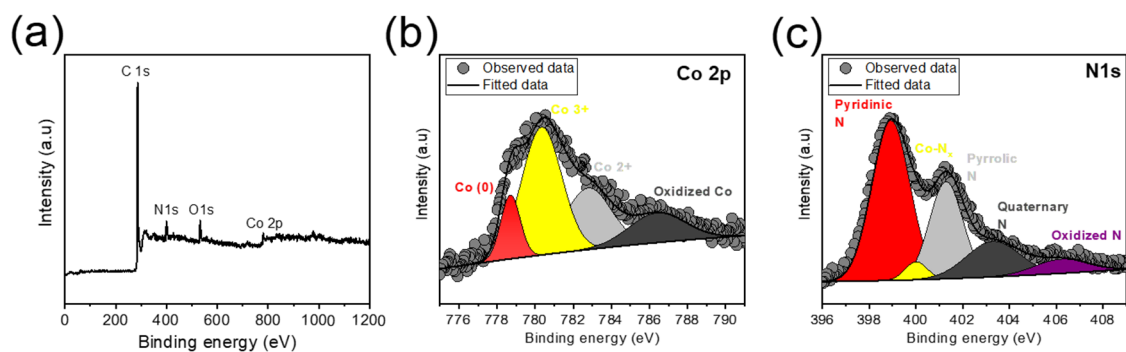 (a)
C 1s
N1s
O1s
Co 2p
Intensity (a.u)
0 200 400 600 800 1000 1200
Binding energy (eV)
(b)
Observed data
Fitted data
Co 2p
Co 3+
Co 2+
Co (0)
Oxidized Co
Intensity (a.u)
776 778 780 782 784 786 788 790
Binding energy (eV)
(c)
Observed data
Fitted data
N1s
Pyridinic
N
Co-Nx
Pyrrolic
N
Quaternary
N
Oxidized N
Intensity (a.u)
396 398 400 402 404 406 408
Binding energy (eV)